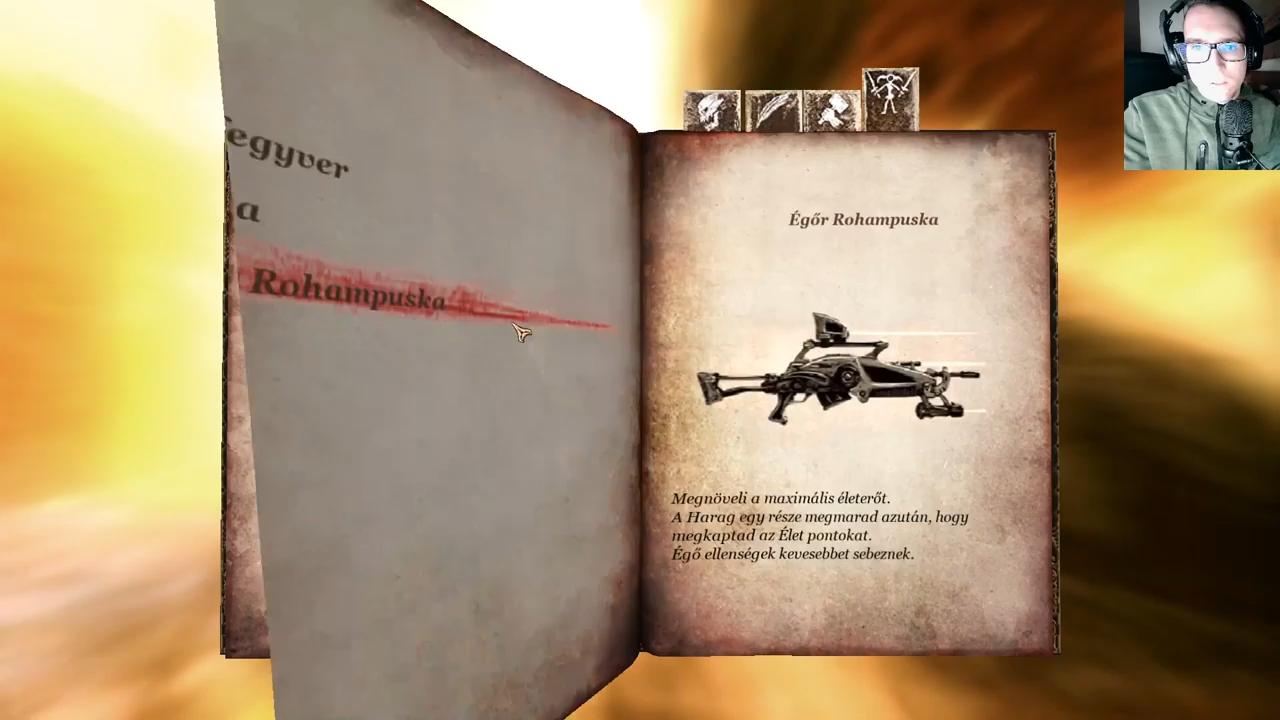 egyver
a
Rohampuska
Égőr Rohampuska
Megnöveli a maximális életerőt.
A Harag egy része megmarad azután, hogy
megkaptad az Élet pontokat.
Égő ellenségek kevesebbet sebeznek.